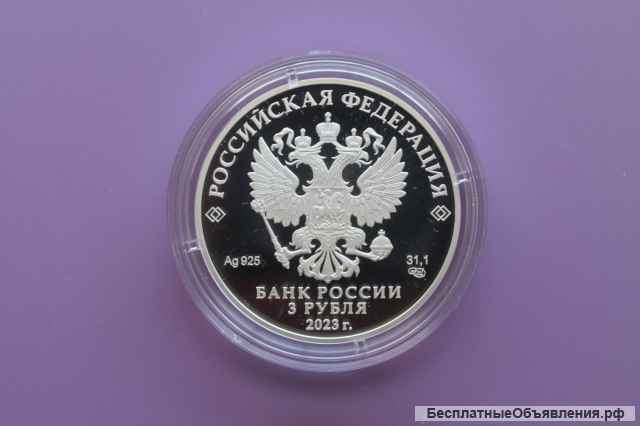 РОССИЙСКАЯ ФЕДЕРАЦИЯ
Ag 925
31,1
БАНК РОССИИ
3 РУБЛЯ
2023 г.
БесплатныеОбъявления.рф